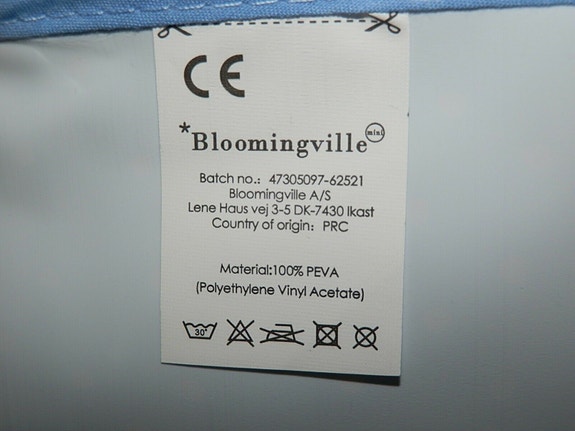 CE
*Bloomingville mini
Batch no.: 47305097-62521
Bloomingville A/S
Lene Haus vej 3-5 DK-7430 Ikast
Country of origin: PRC
Material:100% PEVA
(Polyethylene Vinyl Acetate)
30°